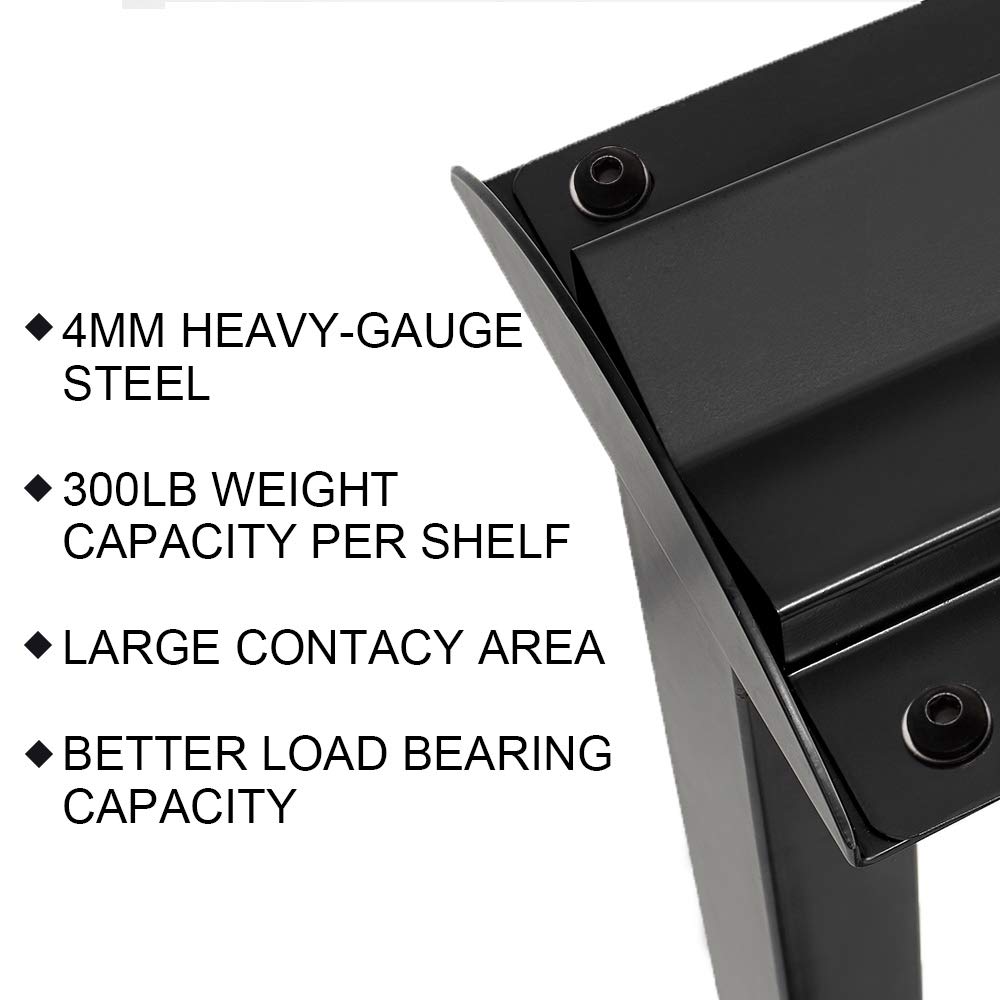 ◆ 4MM HEAVY-GAUGE
STEEL
◆ 300LB WEIGHT
CAPACITY PER SHELF
◆ LARGE CONTACY AREA
◆ BETTER LOAD BEARING
CAPACITY